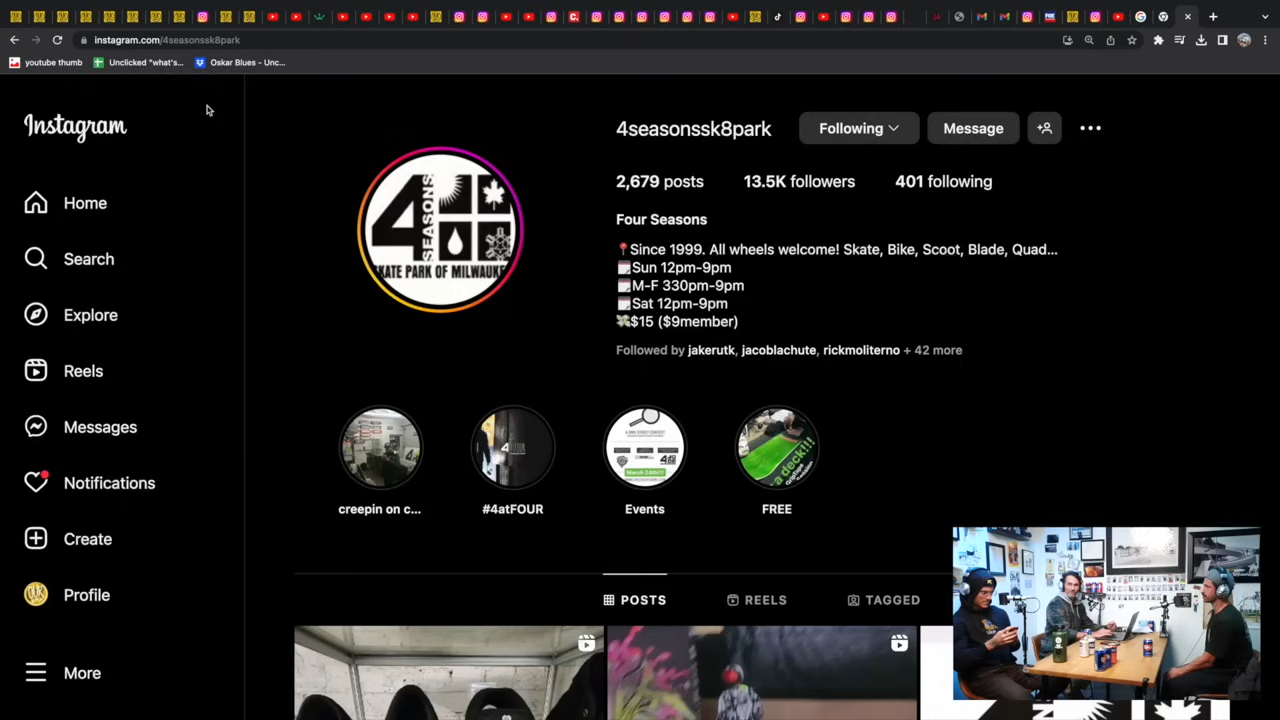 instagram.com/4seasonssk8park
youtube thumb
Unclicked "what's...
Oskar Blues - Unc...
Instagram
Home
Search
Explore
Reels
Messages
Notifications
Create
Profile
More
4seasonssk8park
Following
Message
2,679 posts
13.5K followers
401 following
Four Seasons
Since 1999. All wheels welcome! Skate, Bike, Scoot, Blade, Quad...
Sun 12pm-9pm
M-F 330pm-9pm
Sat 12pm-9pm
$15 ($9member)
Followed by jakerutk, jacoblachute, rickmoliterno + 42 more
4 SEASONS
SKATE PARK OF MILWAUKEE
creepin on c...
#4atFOUR
Events
FREE
March 24th!!!
a deck!!!
POSTS
REELS
TAGGED